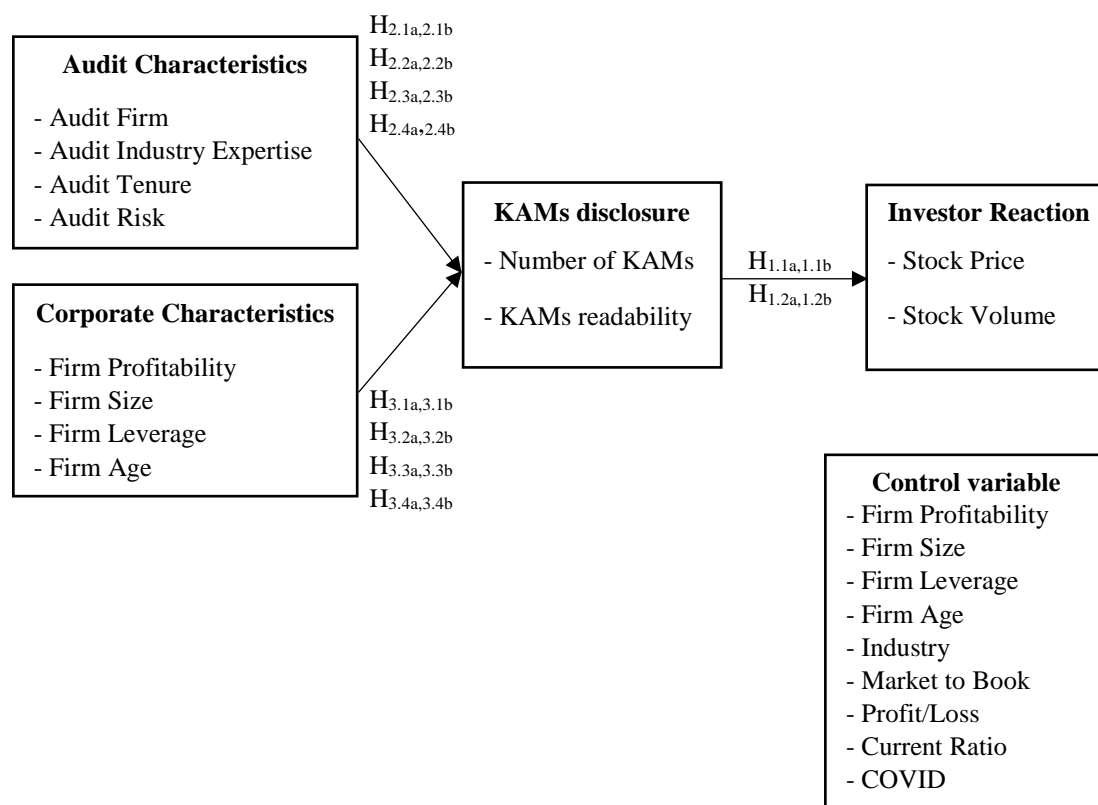 H2.1a,2.1b
H2.2a,2.2b
H2.3a,2.3b
H2.4a,2.4b
Audit Characteristics
- Audit Firm
- Audit Industry Expertise
- Audit Tenure
- Audit Risk
KAMs disclosure
- Number of KAMs
- KAMs readability
H1.1a,1.1b
H1.2a,1.2b
Investor Reaction
- Stock Price
- Stock Volume
Corporate Characteristics
- Firm Profitability
- Firm Size
- Firm Leverage
- Firm Age
H3.1a,3.1b
H3.2a,3.2b
H3.3a,3.3b
H3.4a,3.4b
Control variable
- Firm Profitability
- Firm Size
- Firm Leverage
- Firm Age
- Industry
- Market to Book
- Profit/Loss
- Current Ratio
- COVID